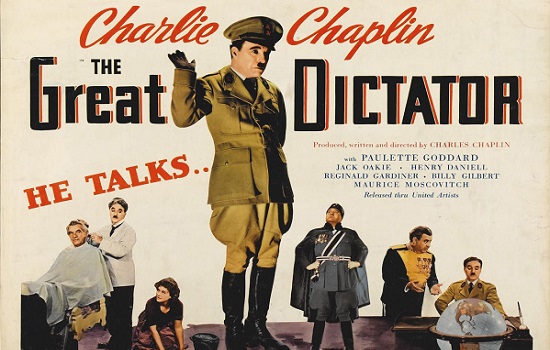 Charlie Chaplin
THE
Great DICTATOR
Produced, written and directed by CHARLES CHAPLIN
with PAULETTE GODDARD
JACK OAKIE · HENRY DANIELL
REGINALD GARDINER · BILLY GILBERT
MAURICE MOSCOVITCH
Released thru United Artists
HE TALKS..